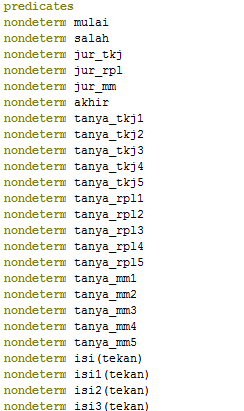 predicates
nondeterm mulai
nondeterm salah
nondeterm jur_tkj
nondeterm jur_rpl
nondeterm jur_mm
nondeterm akhir
nondeterm tanya_tkj1
nondeterm tanya_tkj2
nondeterm tanya_tkj3
nondeterm tanya_tkj4
nondeterm tanya_tkj5
nondeterm tanya_rpl1
nondeterm tanya_rpl2
nondeterm tanya_rpl3
nondeterm tanya_rpl4
nondeterm tanya_rpl5
nondeterm tanya_mm1
nondeterm tanya_mm2
nondeterm tanya_mm3
nondeterm tanya_mm4
nondeterm tanya_mm5
nondeterm isi(tekan)
nondeterm isi1(tekan)
nondeterm isi2(tekan)
nondeterm isi3(tekan)